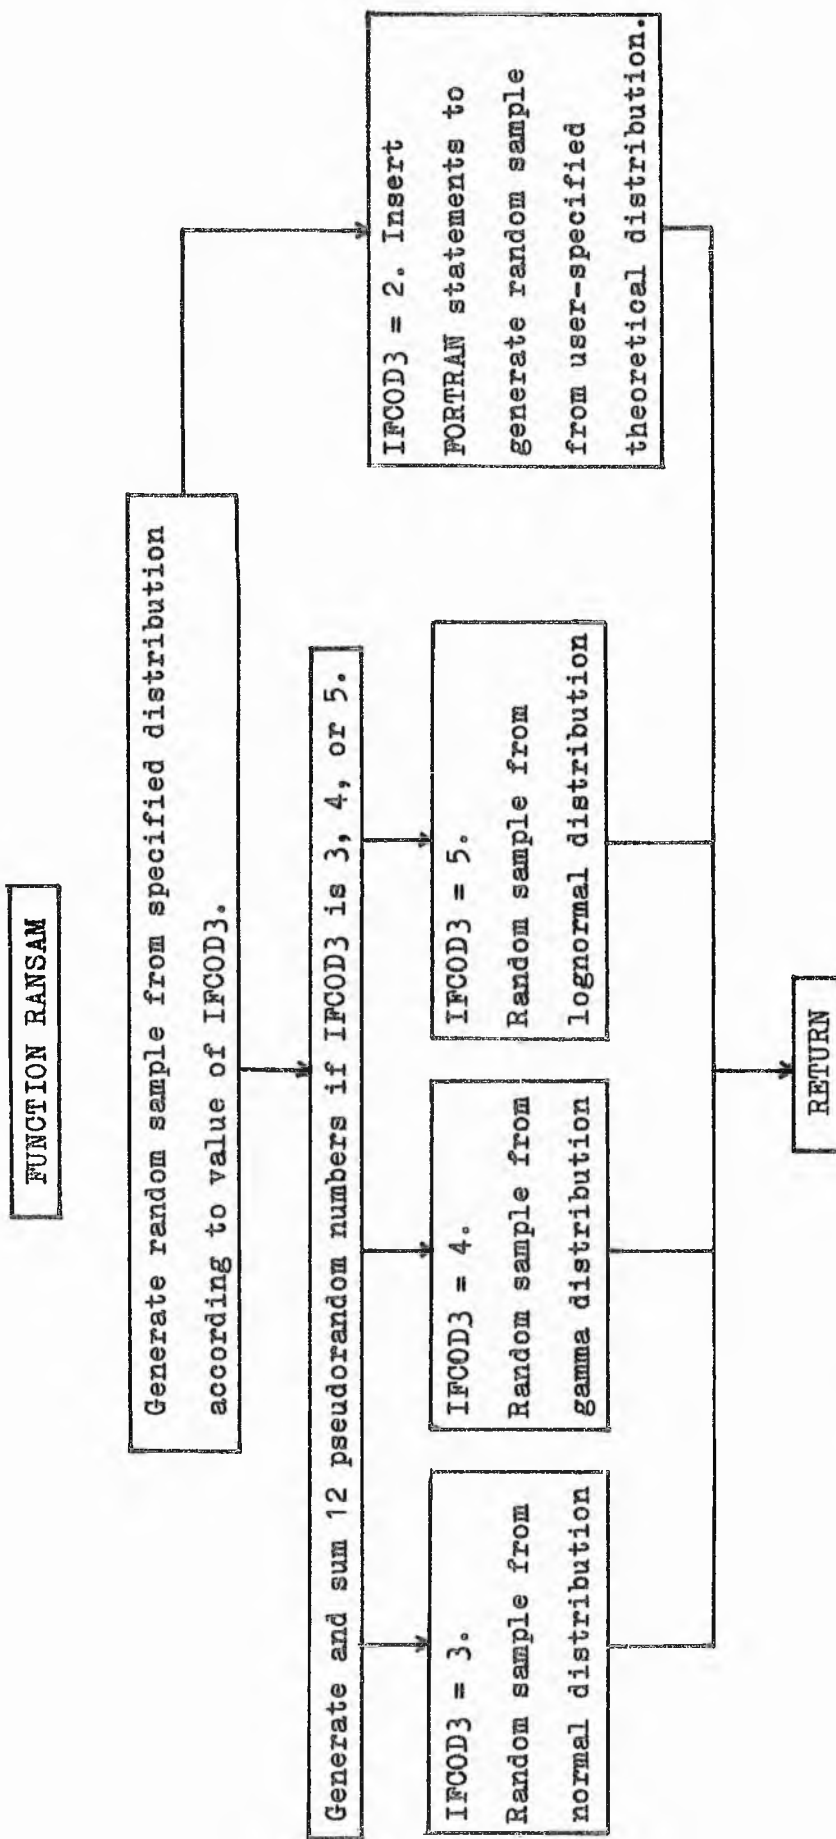 FUNCTION RANSAM
Generate random sample from specified distribution
according to value of IFCOD3.
Generate and sum 12 pseudorandom numbers if IFCOD3 is 3, 4, or 5.
IFCOD3 = 3.
Random sample from
normal distribution
IFCOD3 = 4.
Random sample from
gamma distribution
IFCOD3 = 5.
Random sample from
lognormal distribution
IFCOD3 = 2. Insert
FORTRAN statements to
generate random sample
from user-specified
theoretical distribution.
RETURN